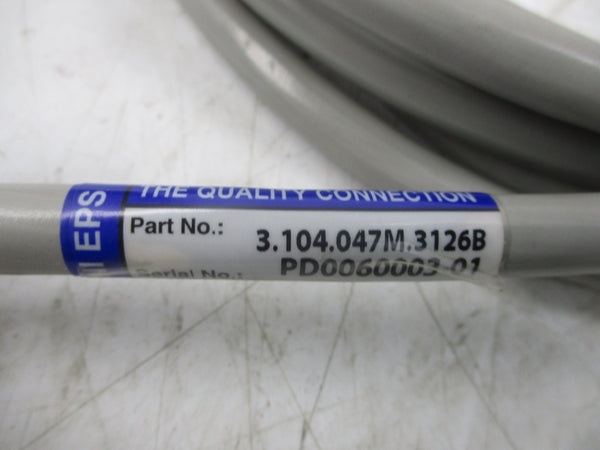 THE QUALITY CONNECTION
EPS
Part No.: 3.104.047M.3126B
Serial No.: PD0060003-01